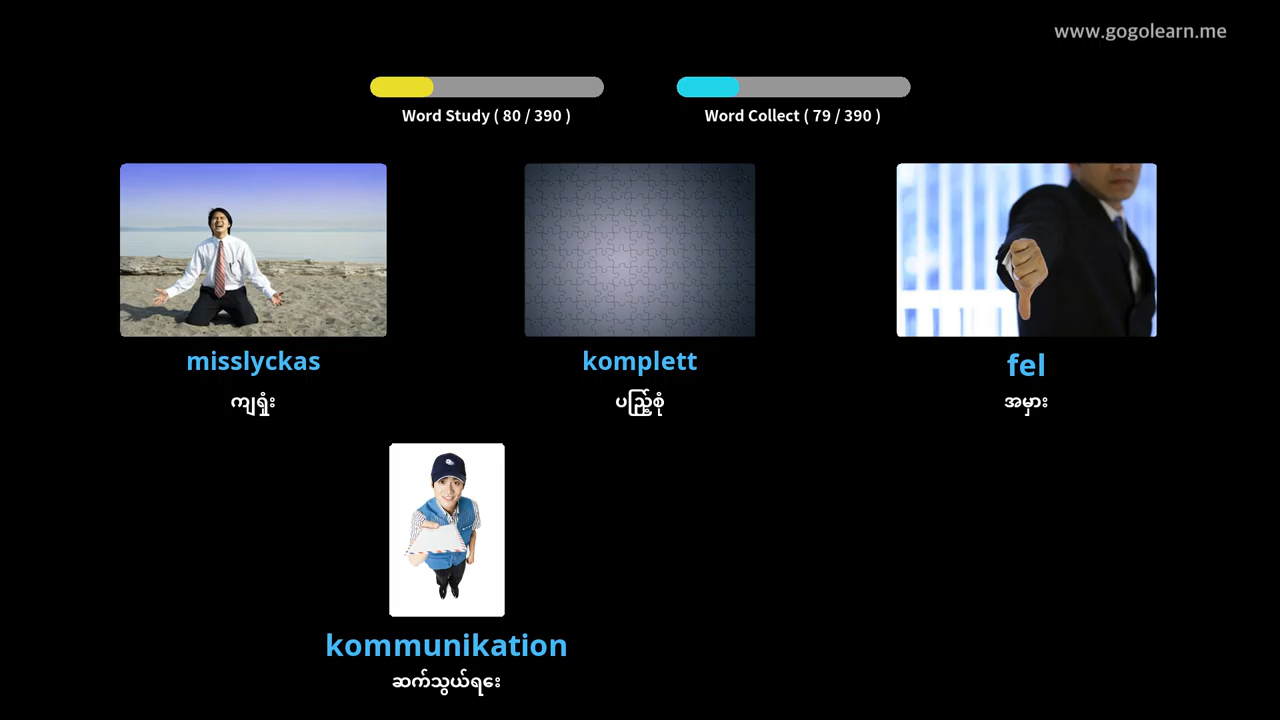 www.gogolearn.me
Word Study ( 80 / 390 )
Word Collect ( 79 / 390 )
misslyckas
komplett
fel
ကျရှုံး
ပြည့်စုံ
အမှား
kommunikation
ဆက်သွယ်ရေး